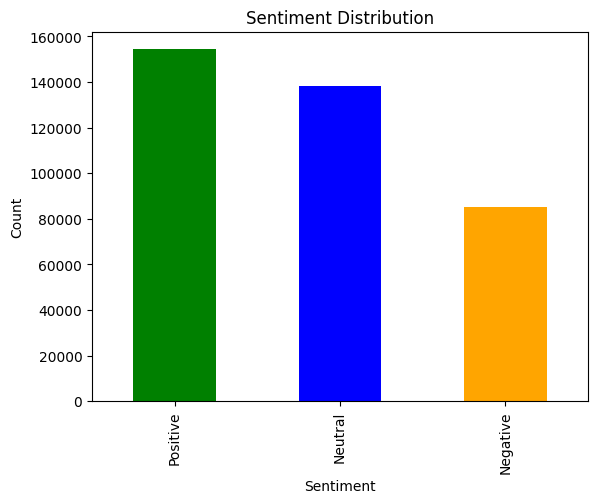 Sentiment Distribution
160000
140000
120000
100000
80000
60000
40000
20000
0
Count
Positive
Neutral
Negative
Sentiment